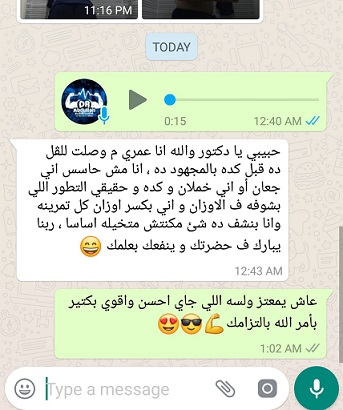 11:16 PM
TODAY
DR
0:15
12:40 AM
حبيبي يا دكتور والله انا عمري م وصلت للڤل
ده قبل كده بالمجهود ده ، انا مش حاسس اني
جعان أو اني خملان و كده و حقيقي التطور اللي
بشوفه ف الاوزان و اني بكسر اوزان كل تمرينه
وانا بنشف ده شئ مكنتش متخيله اساسا ، ربنا
يبارك ف حضرتك و ينفعك بعلمك 😄
12:43 AM
عاش يمعتز ولسه اللي جاي احسن واقوي بكتير
بأمر الله بالتزامك 💪😎😍
1:02 AM
Type a message